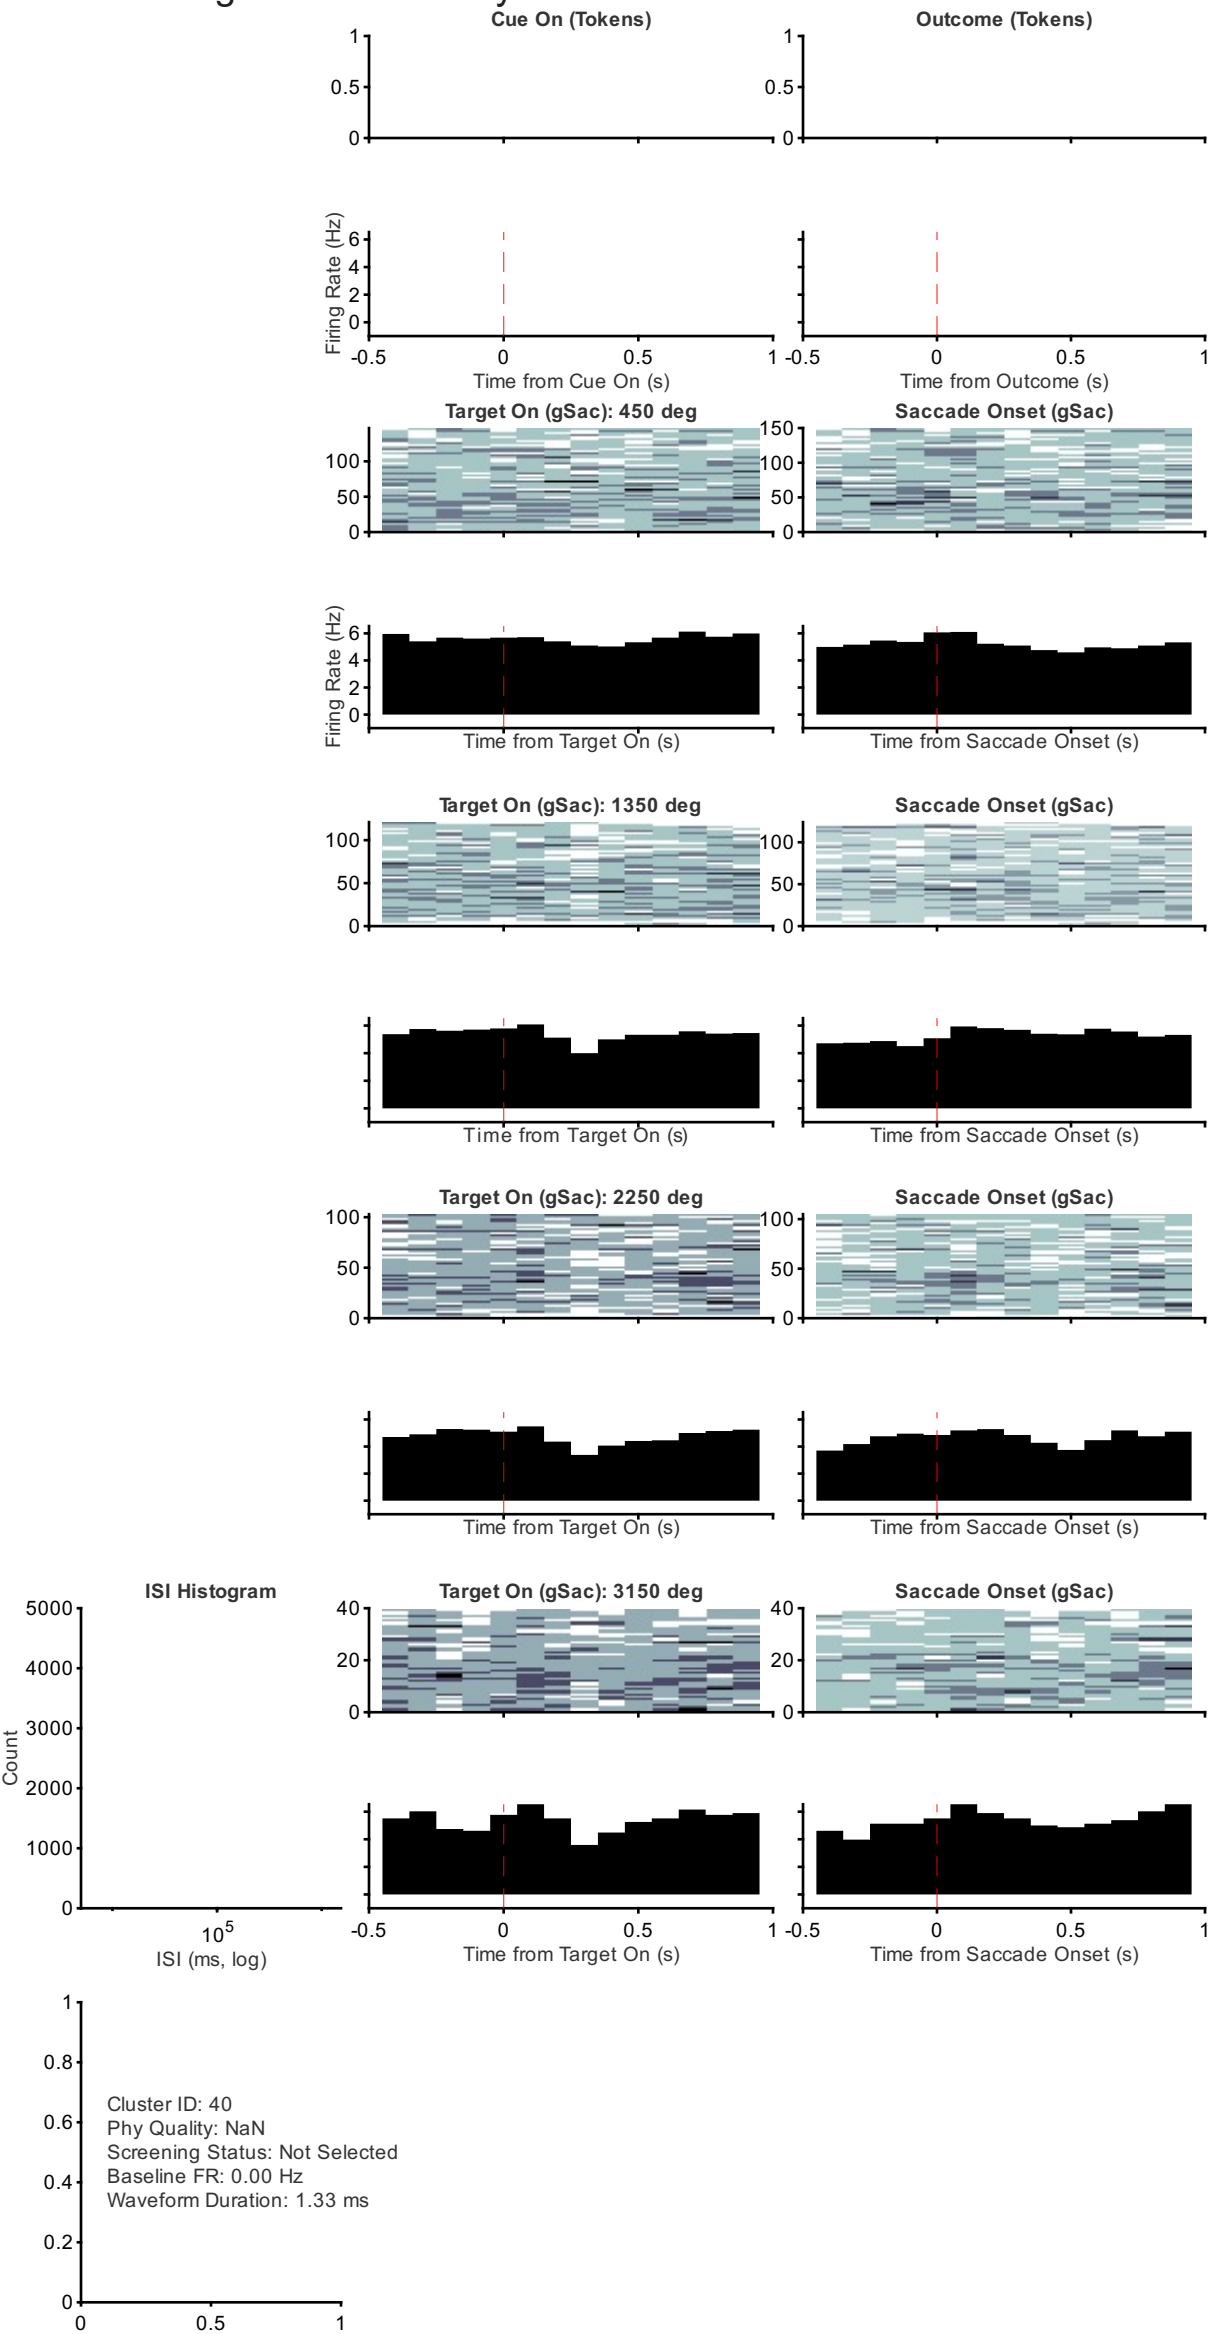 Cue On (Tokens)
Outcome (Tokens)
1
0.5
0
1
0.5
0
Firing Rate (Hz)
6
4
2
0
-0.5
0
0.5
1
-0.5
0
0.5
1
Time from Cue On (s)
Time from Outcome (s)
Target On (gSac): 450 deg
Saccade Onset (gSac)
100
50
0
150
100
50
0
Firing Rate (Hz)
6
4
2
0
Time from Target On (s)
Time from Saccade Onset (s)
Target On (gSac): 1350 deg
Saccade Onset (gSac)
100
50
0
100
50
0
Time from Target On (s)
Time from Saccade Onset (s)
Target On (gSac): 2250 deg
Saccade Onset (gSac)
100
50
0
100
50
0
Time from Target On (s)
Time from Saccade Onset (s)
ISI Histogram
Target On (gSac): 3150 deg
Saccade Onset (gSac)
5000
4000
3000
2000
1000
0
Count
10^5
ISI (ms, log)
40
20
0
40
20
0
-0.5
0
0.5
1
-0.5
0
0.5
1
Time from Target On (s)
Time from Saccade Onset (s)
1
0.8
0.6
0.4
0.2
0
Cluster ID: 40
Phy Quality: NaN
Screening Status: Not Selected
Baseline FR: 0.00 Hz
Waveform Duration: 1.33 ms
0
0.5
1